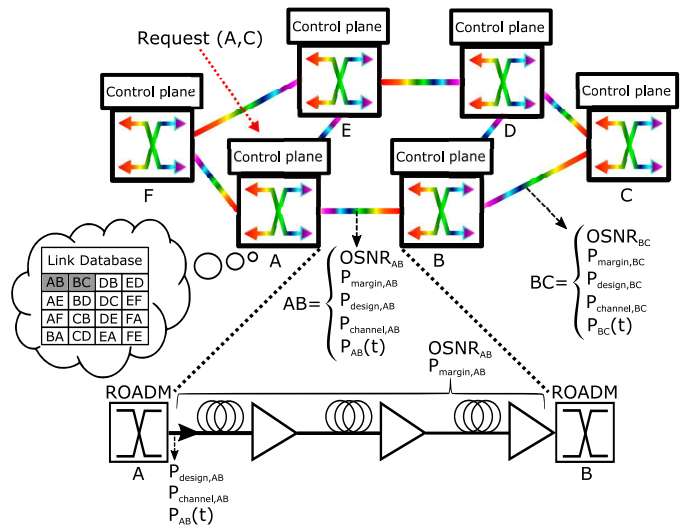 Request (A,C)
Control plane
Control plane
Control plane
Control plane
E
D
Control plane
Control plane
F
C
A
B
Link Database
AB BC DB ED
AE BD DC EF
AF CB DE FA
BA CD EA FE
AB=
OSNR_AB
P_margin,AB
P_design,AB
P_channel,AB
P_AB(t)
BC=
OSNR_BC
P_margin,BC
P_design,BC
P_channel,BC
P_BC(t)
OSNR_AB
P_margin,AB
ROADM
ROADM
A
B
P_design,AB
P_channel,AB
P_AB(t)